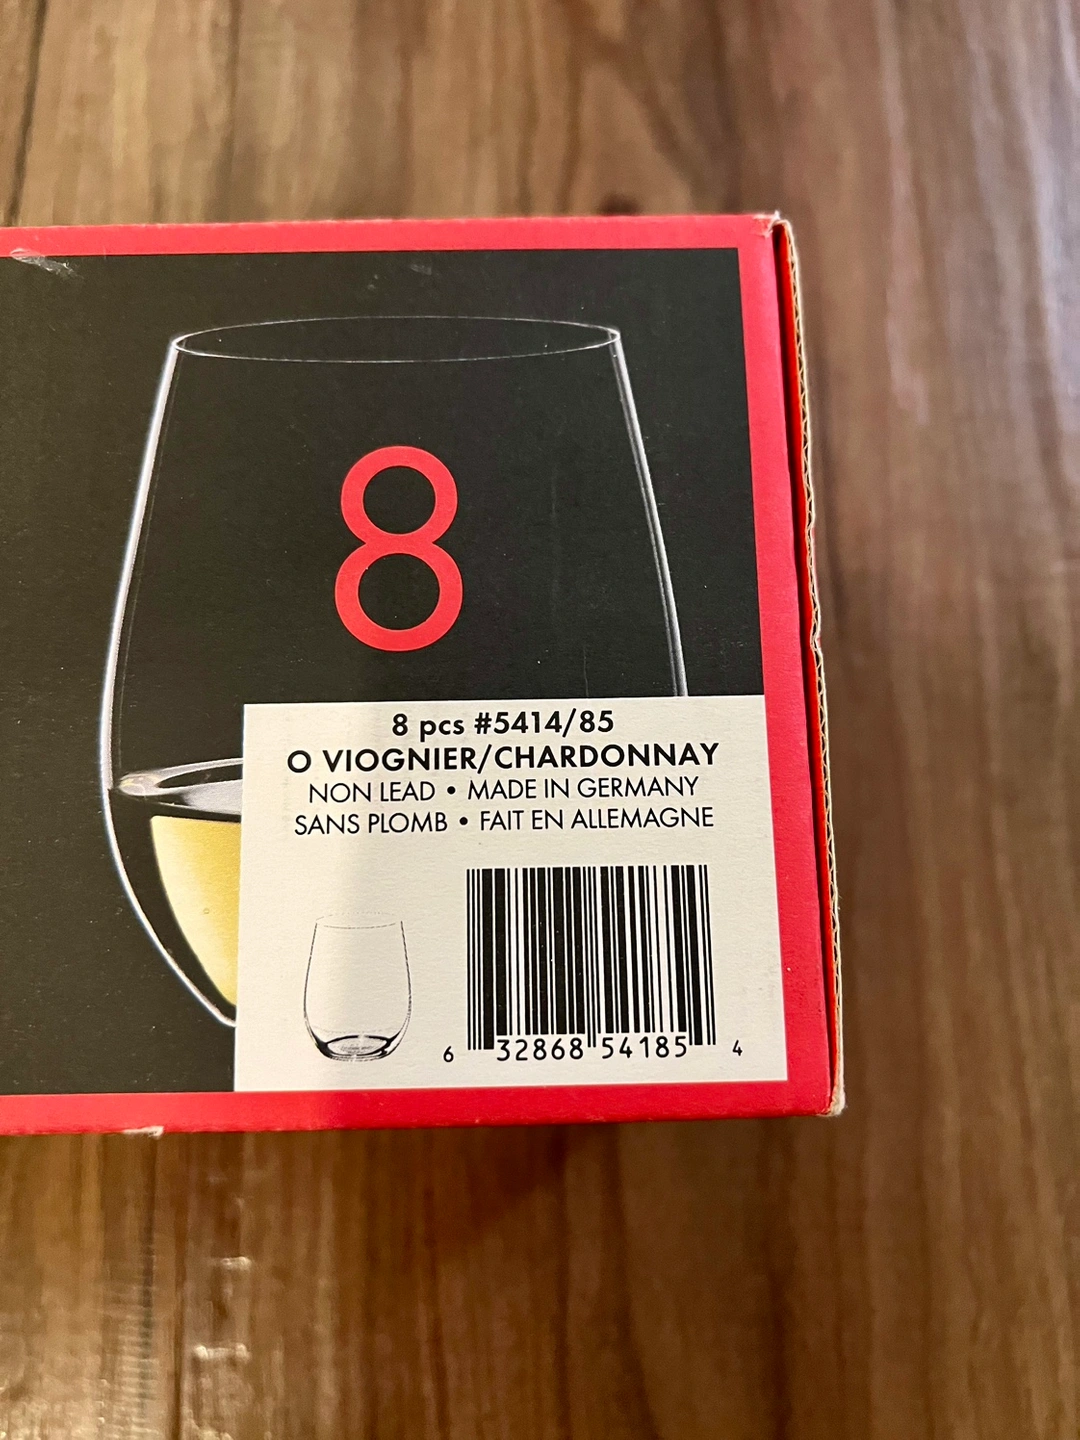 8
8 pcs #5414/85
O VIOGNIER/CHARDONNAY
NON LEAD • MADE IN GERMANY
SANS PLOMB • FAIT EN ALLEMAGNE
6 32868 54185 4